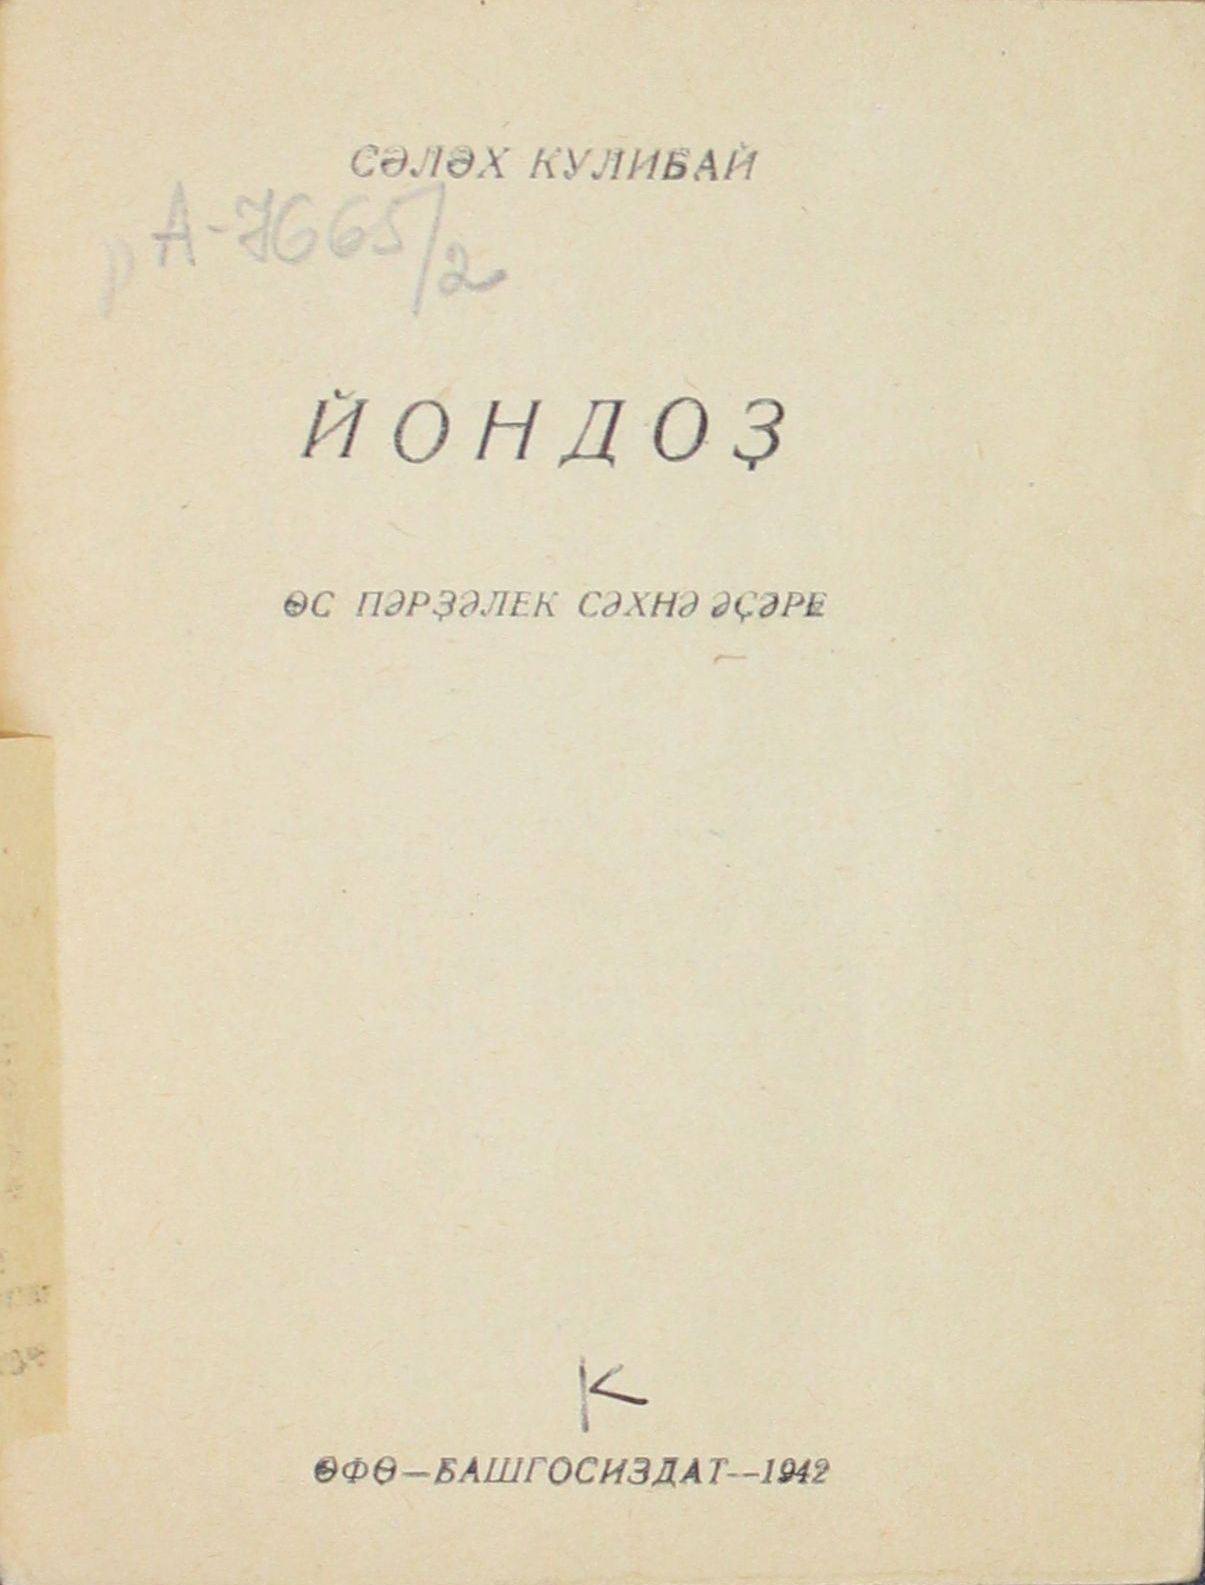 СӘЛӘХ КУЛИБАЙ
А-7665/2
ЙОНДОҘ
ӨС ПӘРҘӘЛЕК СӘХНӘ ӘҪӘРЕ
К
ӨФӨ—БАШГОСИЗДАТ—1942